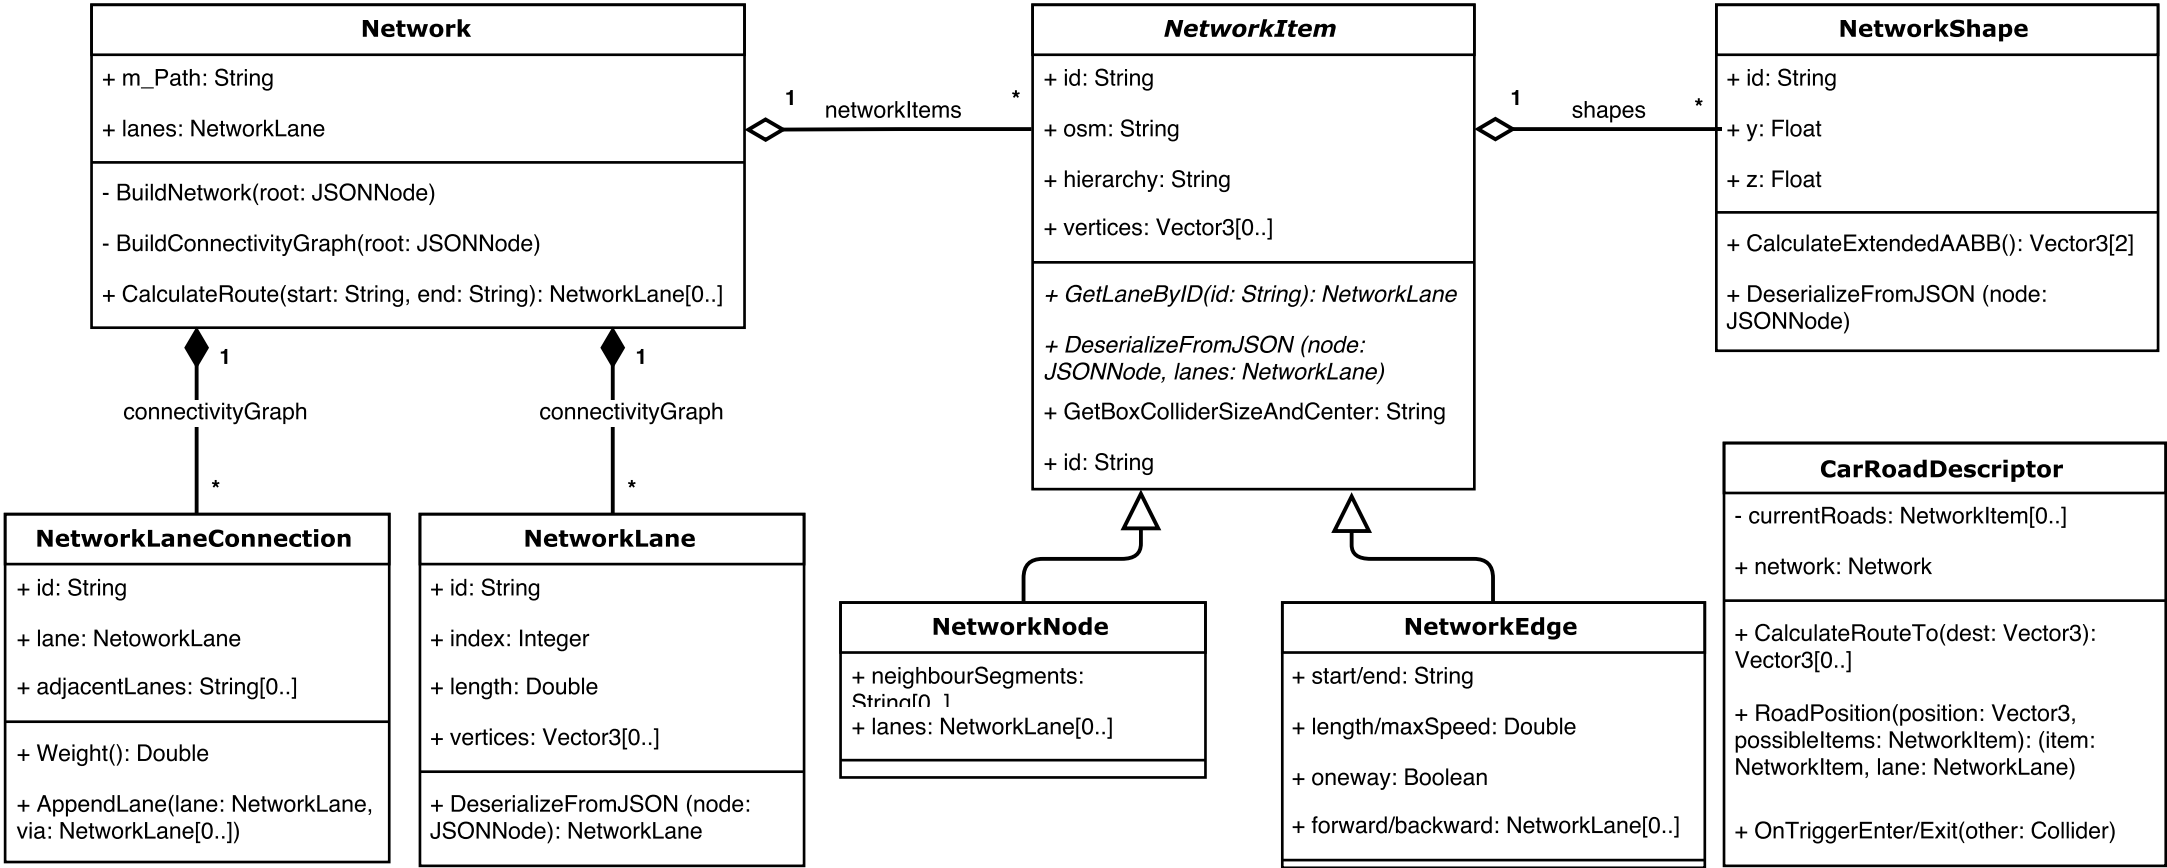 Network
+ m_Path: String
+ lanes: NetworkLane
- BuildNetwork(root: JSONNode)
- BuildConnectivityGraph(root: JSONNode)
+ CalculateRoute(start: String, end: String): NetworkLane[0..]
1
networkItems
*
NetworkItem
+ id: String
+ osm: String
+ hierarchy: String
+ vertices: Vector3[0..]
+ GetLaneByID(id: String): NetworkLane
+ DeserializeFromJSON (node:
JSONNode, lanes: NetworkLane)
+ GetBoxColliderSizeAndCenter: String
+ id: String
1
shapes
*
NetworkShape
+ id: String
+ y: Float
+ z: Float
+ CalculateExtendedAABB(): Vector3[2]
+ DeserializeFromJSON (node:
JSONNode)
1
connectivityGraph
*
1
connectivityGraph
*
NetworkLaneConnection
+ id: String
+ lane: NetoworkLane
+ adjacentLanes: String[0..]
+ Weight(): Double
+ AppendLane(lane: NetworkLane,
via: NetworkLane[0..])
NetworkLane
+ id: String
+ index: Integer
+ length: Double
+ vertices: Vector3[0..]
+ DeserializeFromJSON (node:
JSONNode): NetworkLane
NetworkNode
+ neighbourSegments:
String[0..]
+ lanes: NetworkLane[0..]
NetworkEdge
+ start/end: String
+ length/maxSpeed: Double
+ oneway: Boolean
+ forward/backward: NetworkLane[0..]
CarRoadDescriptor
- currentRoads: NetworkItem[0..]
+ network: Network
+ CalculateRouteTo(dest: Vector3):
Vector3[0..]
+ RoadPosition(position: Vector3,
possibleItems: NetworkItem): (item:
NetworkItem, lane: NetworkLane)
+ OnTriggerEnter/Exit(other: Collider)